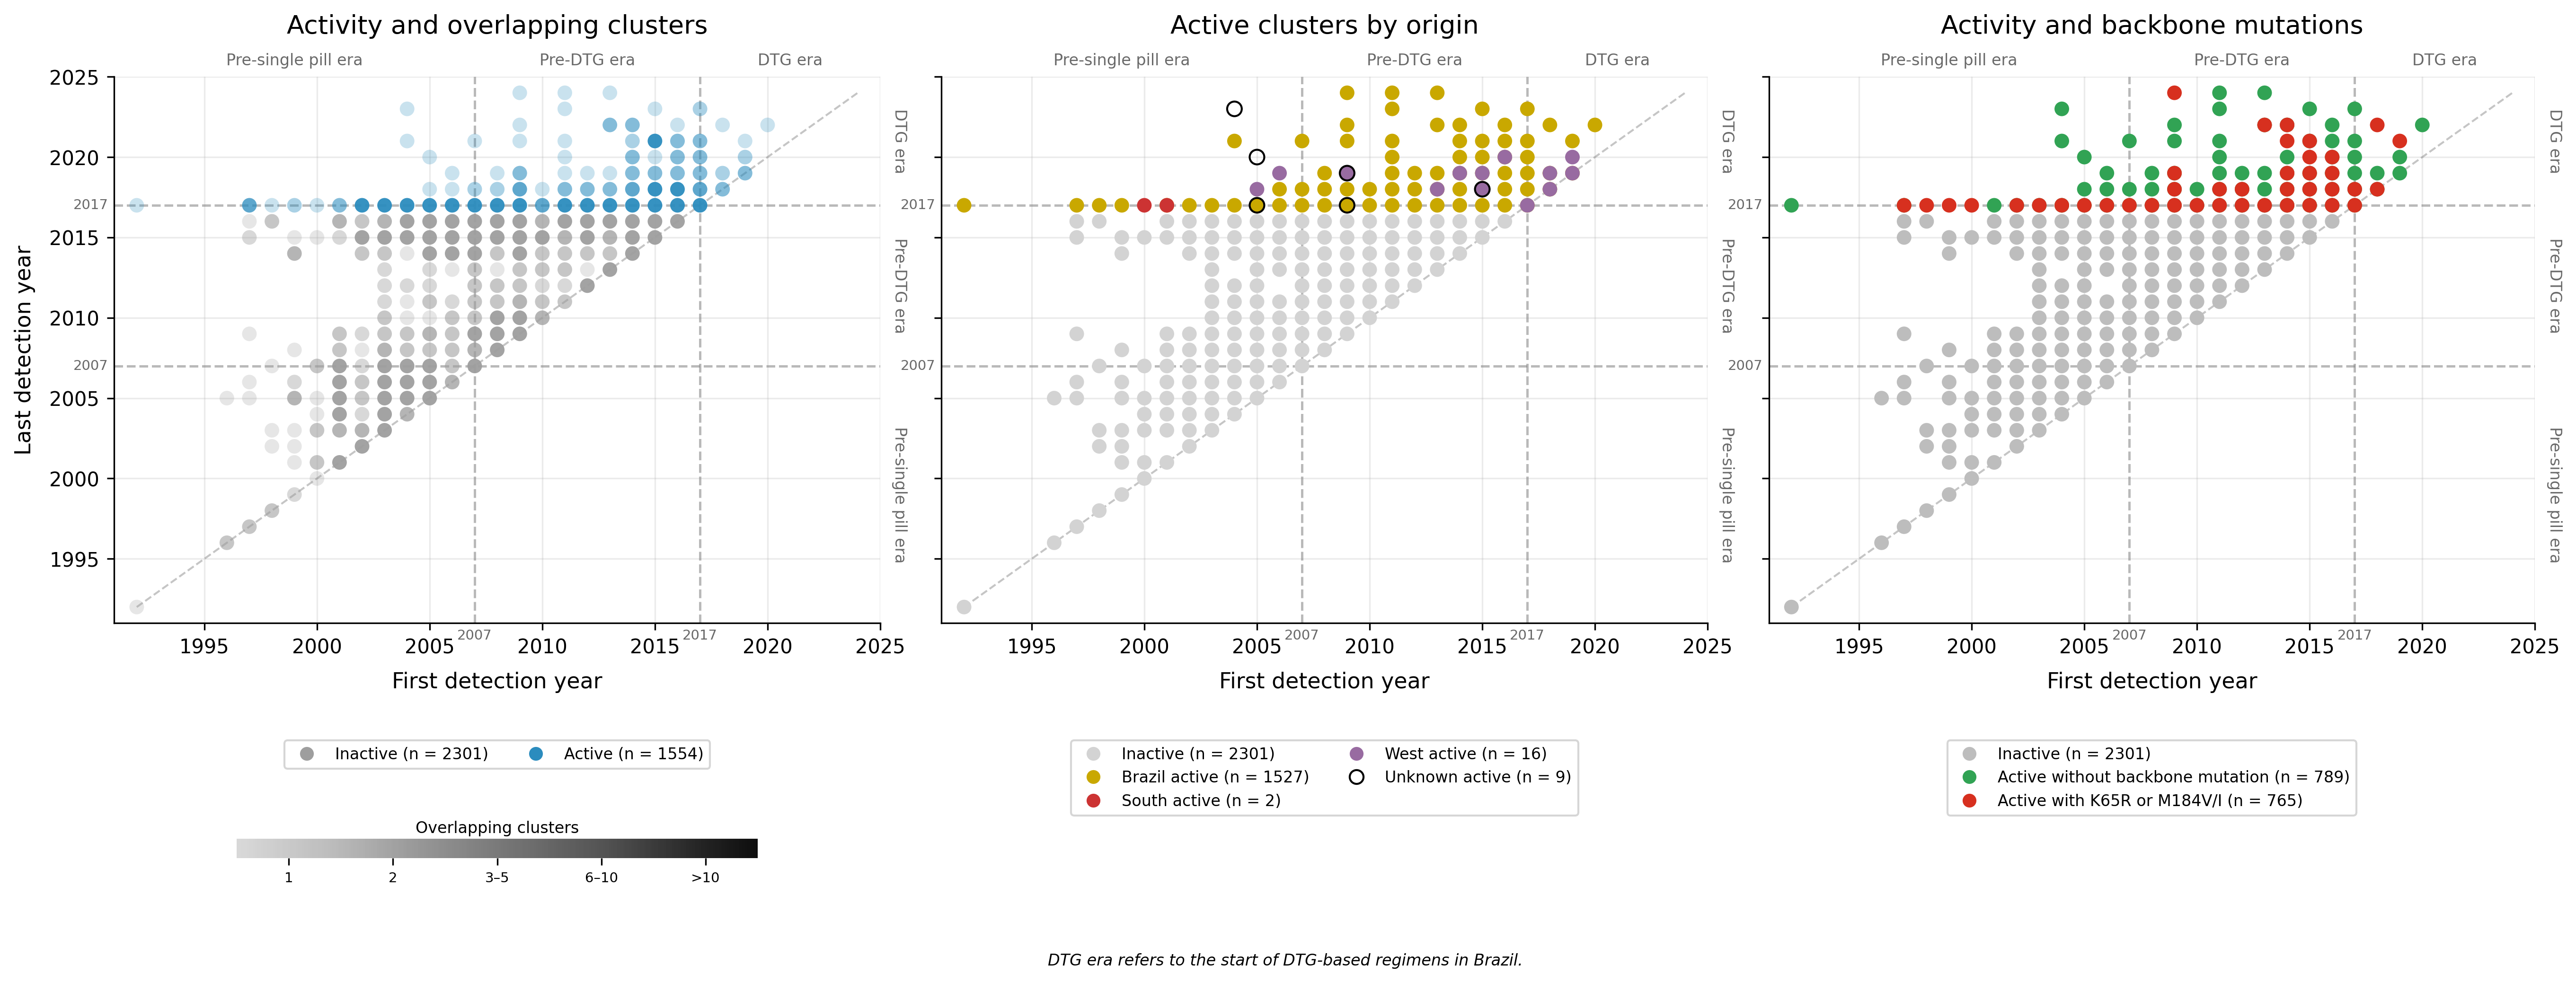 Activity and overlapping clusters
Pre-single pill era
Pre-DTG era
DTG era
2025
2020
2017
2015
2010
2007
2005
2000
1995
Last detection year
DTG era
Pre-DTG era
Pre-single pill era
1995
2000
2005
2007
2010
2015
2017
2020
2025
First detection year
Inactive (n = 2301)
Active (n = 1554)
Overlapping clusters
1
2
3–5
6–10
>10
Active clusters by origin
Pre-single pill era
Pre-DTG era
DTG era
2017
2007
DTG era
Pre-DTG era
Pre-single pill era
1995
2000
2005
2007
2010
2015
2017
2020
2025
First detection year
Inactive (n = 2301)
Brazil active (n = 1527)
South active (n = 2)
West active (n = 16)
Unknown active (n = 9)
Activity and backbone mutations
Pre-single pill era
Pre-DTG era
DTG era
2017
2007
DTG era
Pre-DTG era
Pre-single pill era
1995
2000
2005
2007
2010
2015
2017
2020
2025
First detection year
Inactive (n = 2301)
Active without backbone mutation (n = 789)
Active with K65R or M184V/I (n = 765)
DTG era refers to the start of DTG-based regimens in Brazil.